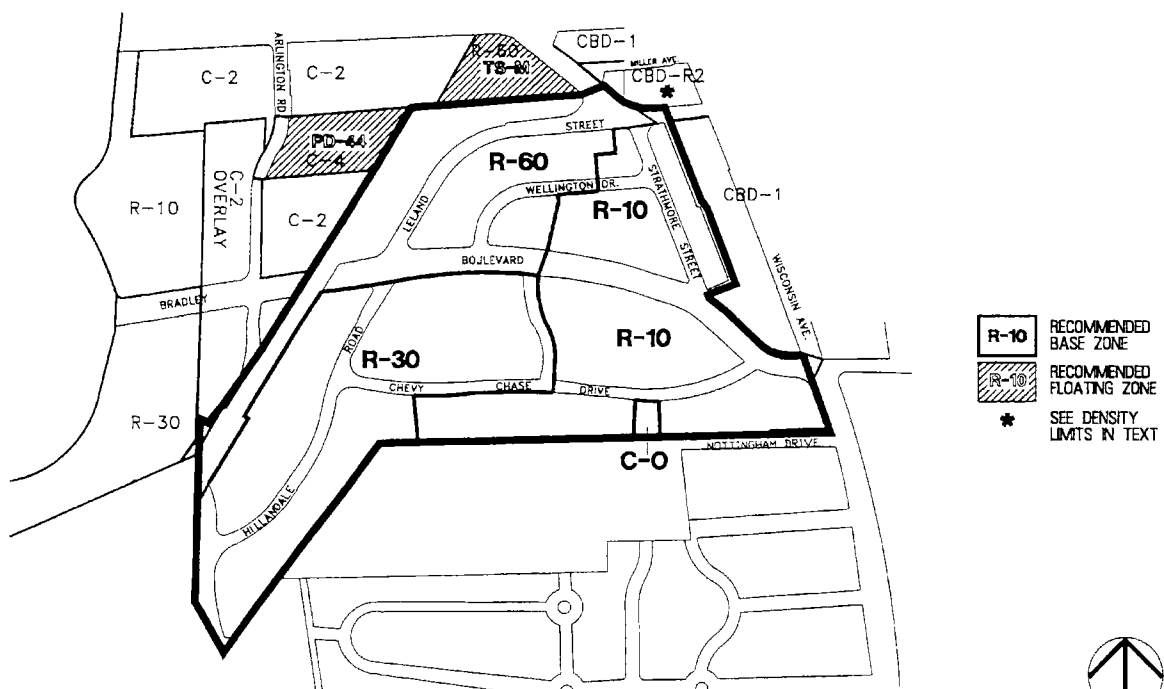 ARLINGTON RD.
C-2
C-2
R-60
TS-M
CBD-1
MILLER AVE.
CBD-R2
*
PD-44
C-4
STREET
R-60
WELLINGTON DR.
STRATHMORE STREET
CBD-1
R-10
C-2 OVERLAY
R-10
C-2
LELAND
BOULEVARD
WISCONSIN AVE.
BRADLEY
ROAD
R-30
R-10
CHEVY CHASE DRIVE
R-30
NOTTINGHAM DRIVE
C-O
HILLANDALE
R-10 RECOMMENDED
BASE ZONE
R-10 RECOMMENDED
FLOATING ZONE
* SEE DENSITY
LIMITS IN TEXT